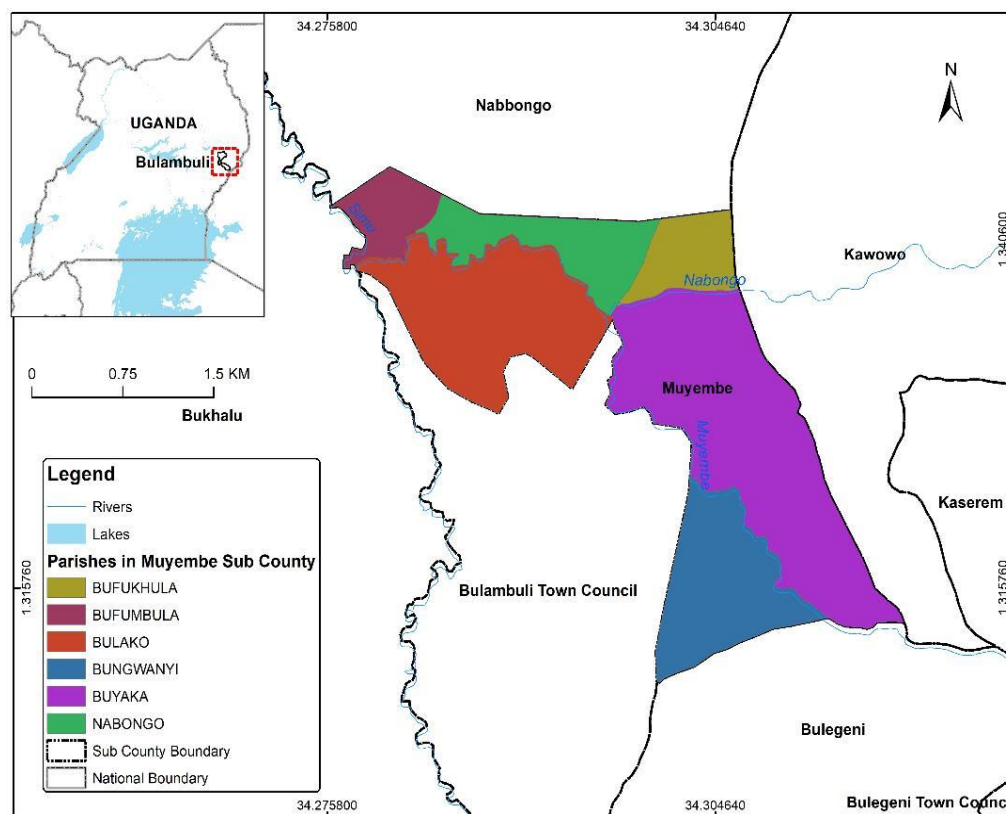 34.275800
34.304640
N
Nabbongo
UGANDA
Bulambuli
Simu
1.340600
Kawowo
Nabongo
0 0.75 1.5 KM
Muyembe
Bukhalu
Muyembe
Kaserem
Legend
Rivers
Lakes
Parishes in Muyembe Sub County
BUFUKHULA
BUFUMBULA
BULAKO
BUNGWANYI
BUYAKA
NABONGO
Sub County Boundary
National Boundary
1.315760
1.315760
Bulambuli Town Council
Bulegeni
Bulegeni Town Counc
34.275800
34.304640